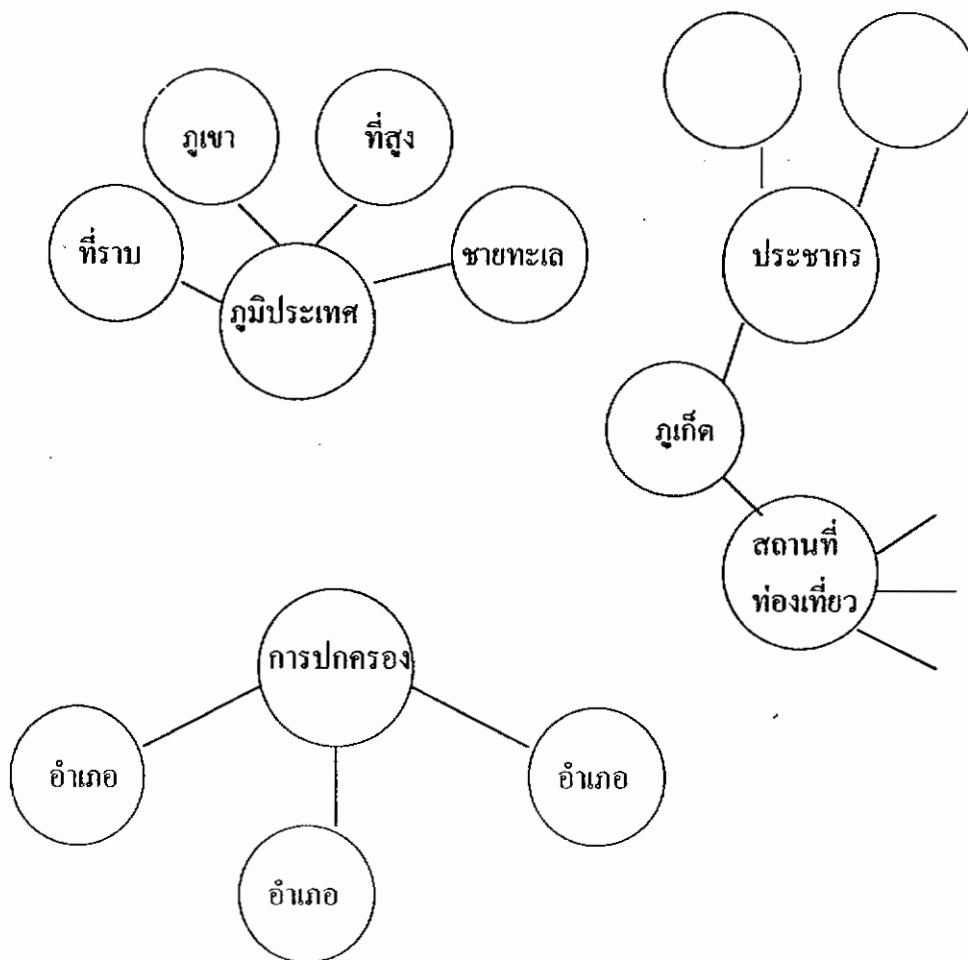 ภูเขา
ที่สูง
ที่ราบ
ชายทะเล
ภูมิประเทศ
ประชากร
ภูเก็ต
สถานที่
ท่องเที่ยว
การปกครอง
อำเภอ
อำเภอ
อำเภอ